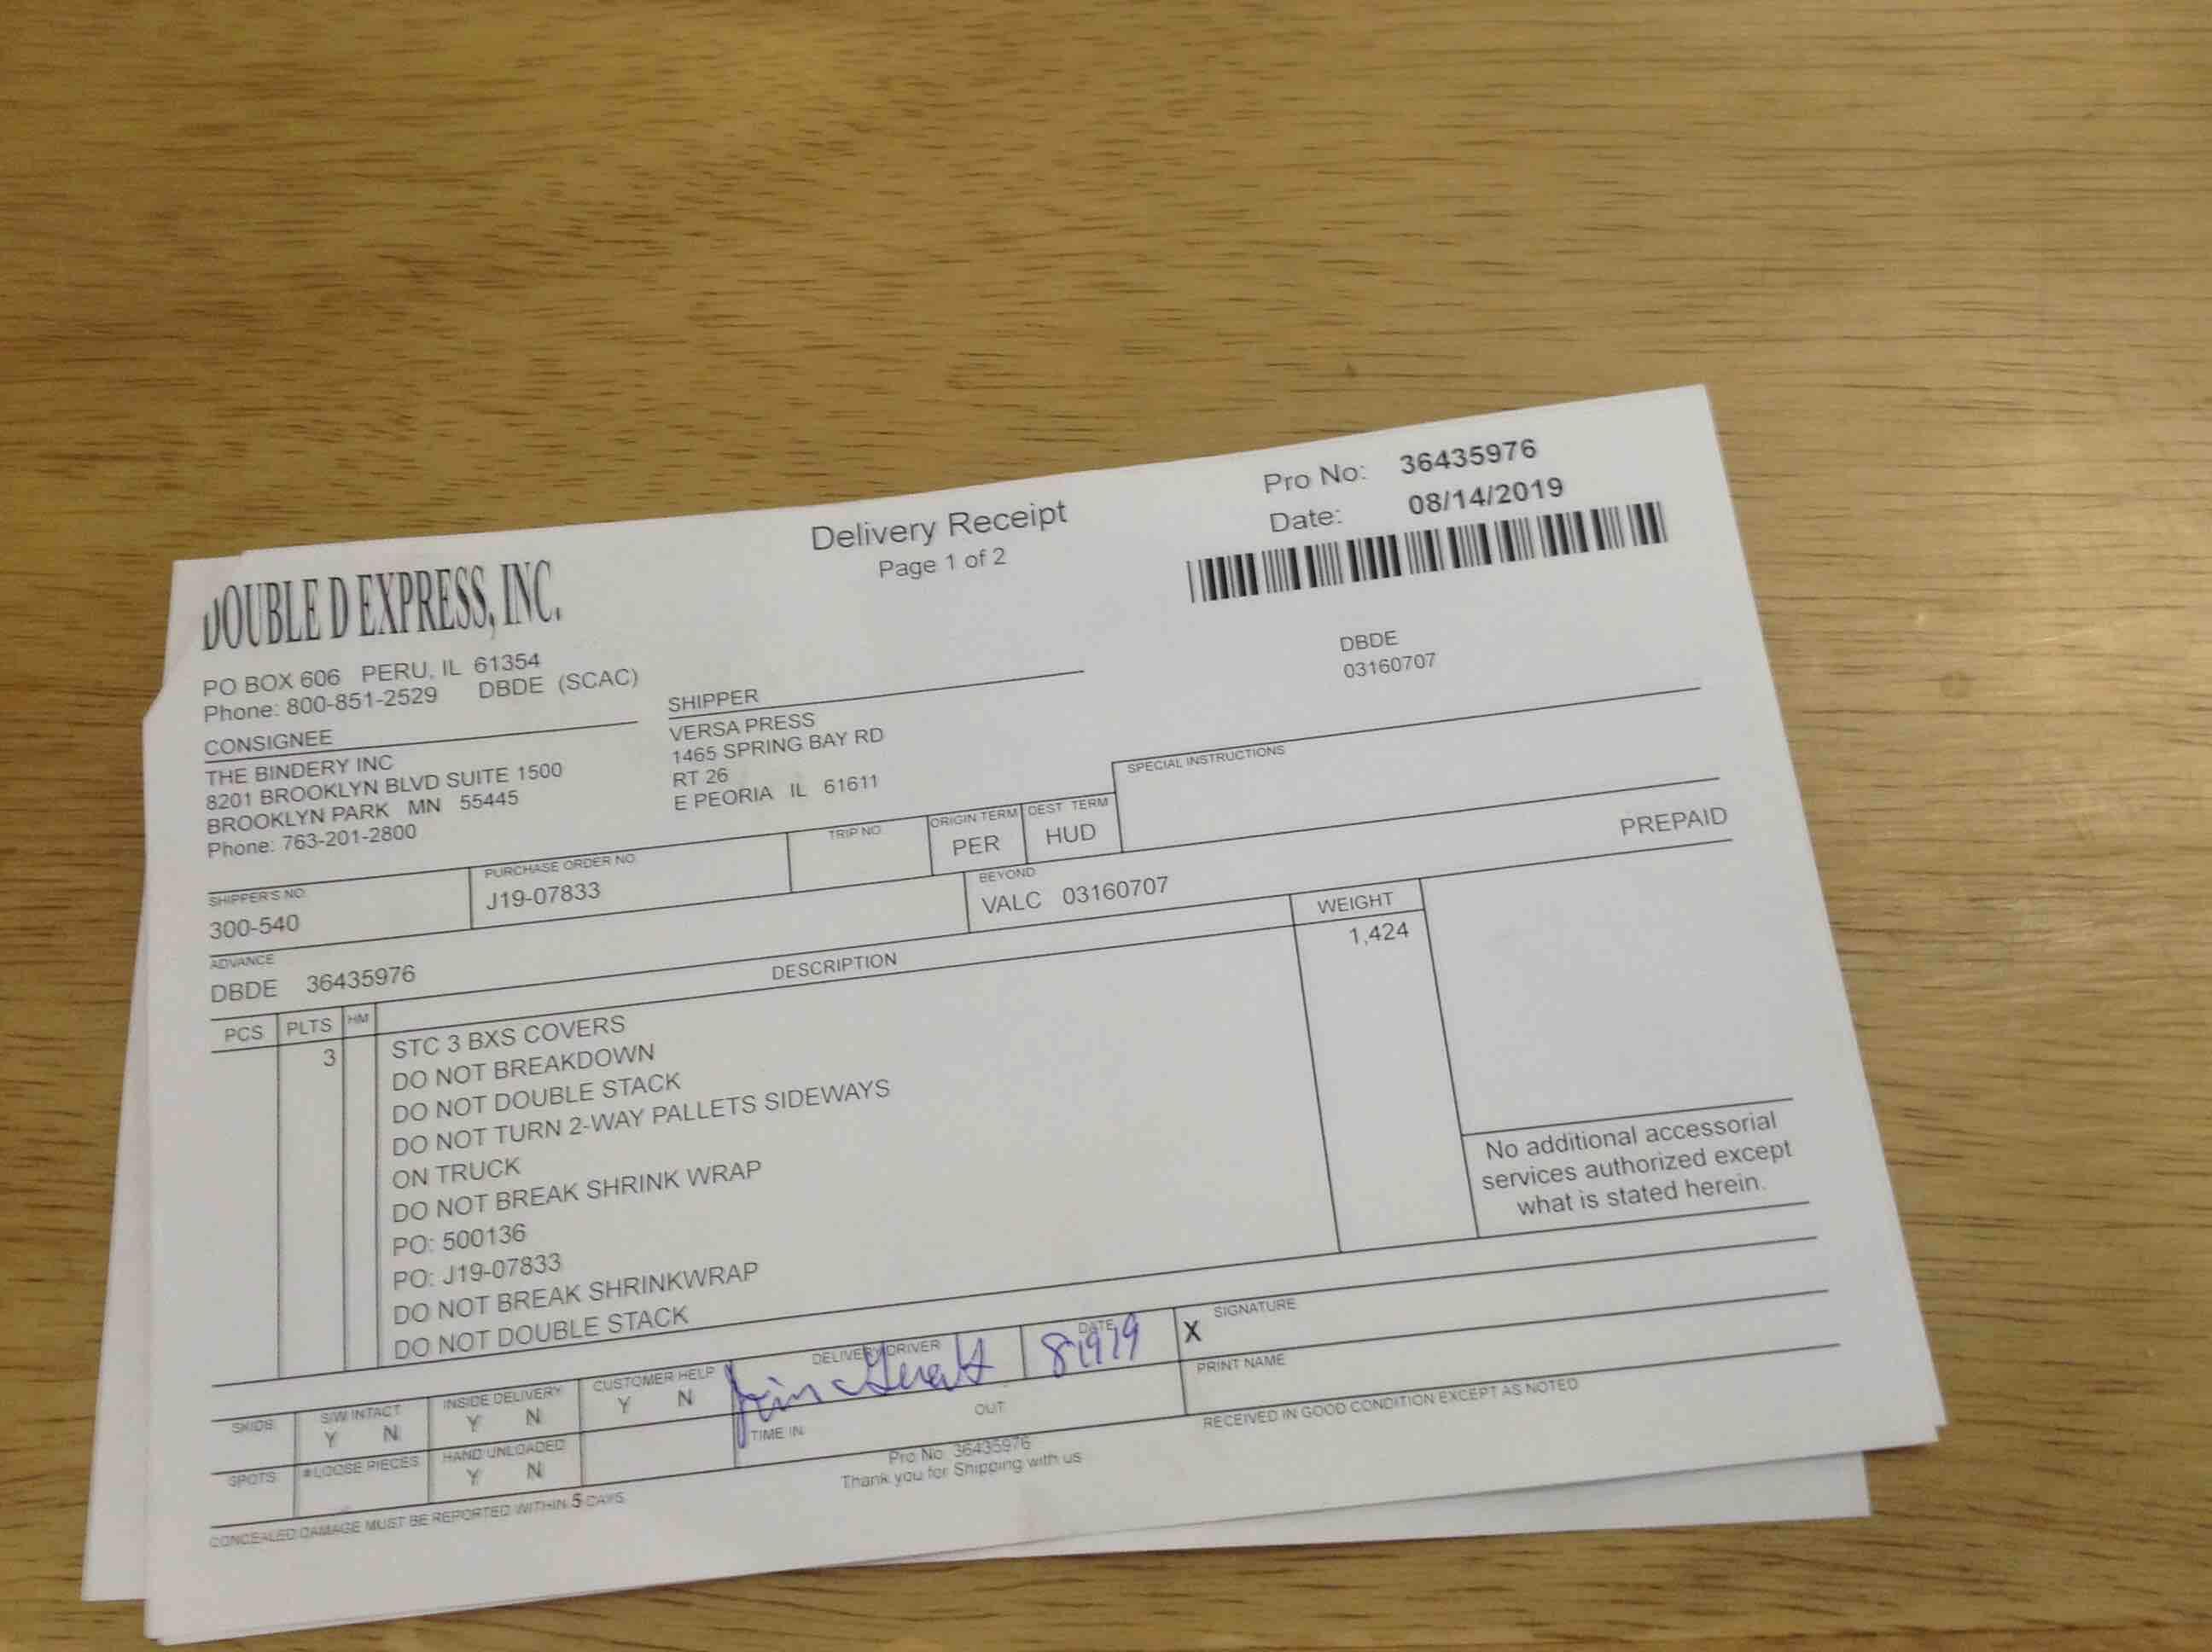 Delivery Receipt
Page 1 of 2
Pro No: 36435976
Date: 08/14/2019
DOUBLE D EXPRESS, INC.
PO BOX 606 PERU, IL 61354
Phone: 800-851-2529 DBDE (SCAC)
DBDE
03160707
CONSIGNEE
THE BINDERY INC
8201 BROOKLYN BLVD SUITE 1500
BROOKLYN PARK MN 55445
Phone: 763-201-2800
SHIPPER
VERSA PRESS
1465 SPRING BAY RD
RT 26
E PEORIA IL 61611
SPECIAL INSTRUCTIONS
SHIPPER'S NO.
300-540
PURCHASE ORDER NO
J19-07833
TRIP NO
ORIGIN TERM
PER
DEST TERM
HUD
PREPAID
ADVANCE
DBDE 36435976
BEYOND
VALC 03160707
PCS PLTS HM DESCRIPTION WEIGHT
3 STC 3 BXS COVERS 1,424
DO NOT BREAKDOWN
DO NOT DOUBLE STACK
DO NOT TURN 2-WAY PALLETS SIDEWAYS
ON TRUCK
DO NOT BREAK SHRINK WRAP
PO: 500136
PO: J19-07833
DO NOT BREAK SHRINKWRAP
DO NOT DOUBLE STACK
No additional accessorial
services authorized except
what is stated herein.
SKIDS
S/W INTACT
Y N
INSIDE DELIVERY
Y N
CUSTOMER HELP
Y N
DELIVERY DRIVER
DATE
X SIGNATURE
PRINT NAME
SPOTS
# LOOSE PIECES
HAND UNLOADED
Y N
TIME IN
OUT
RECEIVED IN GOOD CONDITION EXCEPT AS NOTED
CONCEALED DAMAGE MUST BE REPORTED WITHIN 5 DAYS
Pro No 36435976
Thank you for Shipping with us